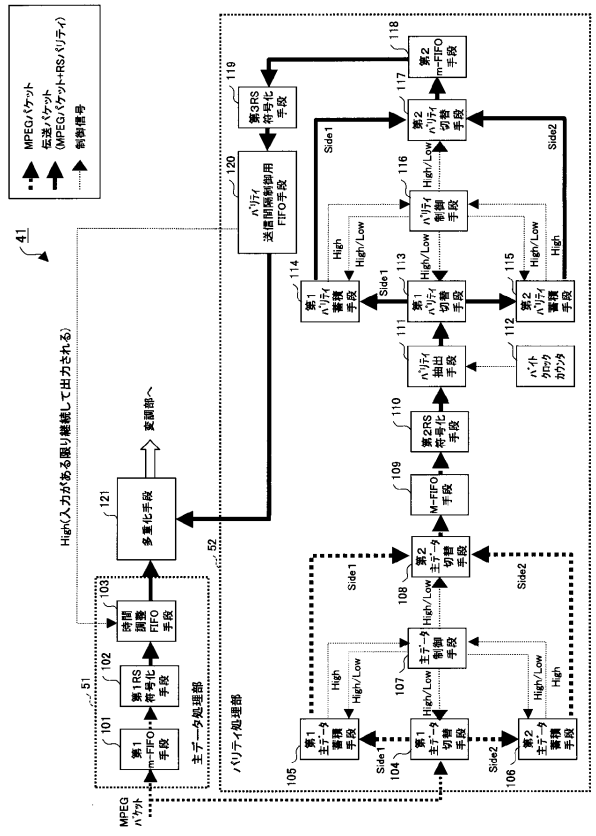 41
MPEGパケット
伝送パケット
(MPEGパケット+RSパリティ)
制御信号
High(入力がある限り継続して出力される)
51
主データ処理部
MPEG
パケット
101
第1
m-FIFO
手段
102
第1RS
符号化
手段
103
時間
調整
FIFO
手段
121
多重化手段
変調部へ
52
パリティ処理部
104
第1
主データ
切替
手段
Side1
Side2
105
第1
主データ
蓄積
手段
106
第2
主データ
蓄積
手段
107
主データ
制御
手段
High
High/Low
High/Low
High/Low
High/Low
High
Side1
Side2
108
第2
主データ
切替
手段
109
M-FIFO
手段
110
第2RS
符号化
手段
111
パリティ
抽出
手段
112
バイト
クロック
カウンタ
113
第1
パリティ
切替
手段
Side1
Side2
114
第1
パリティ
蓄積
手段
115
第2
パリティ
蓄積
手段
116
パリティ
制御
手段
High
High/Low
High/Low
High/Low
High/Low
High
Side1
Side2
117
第2
パリティ
切替
手段
118
第2
m-FIFO
手段
119
第3RS
符号化
手段
120
パリティ
送信間隔制御用
FIFO手段